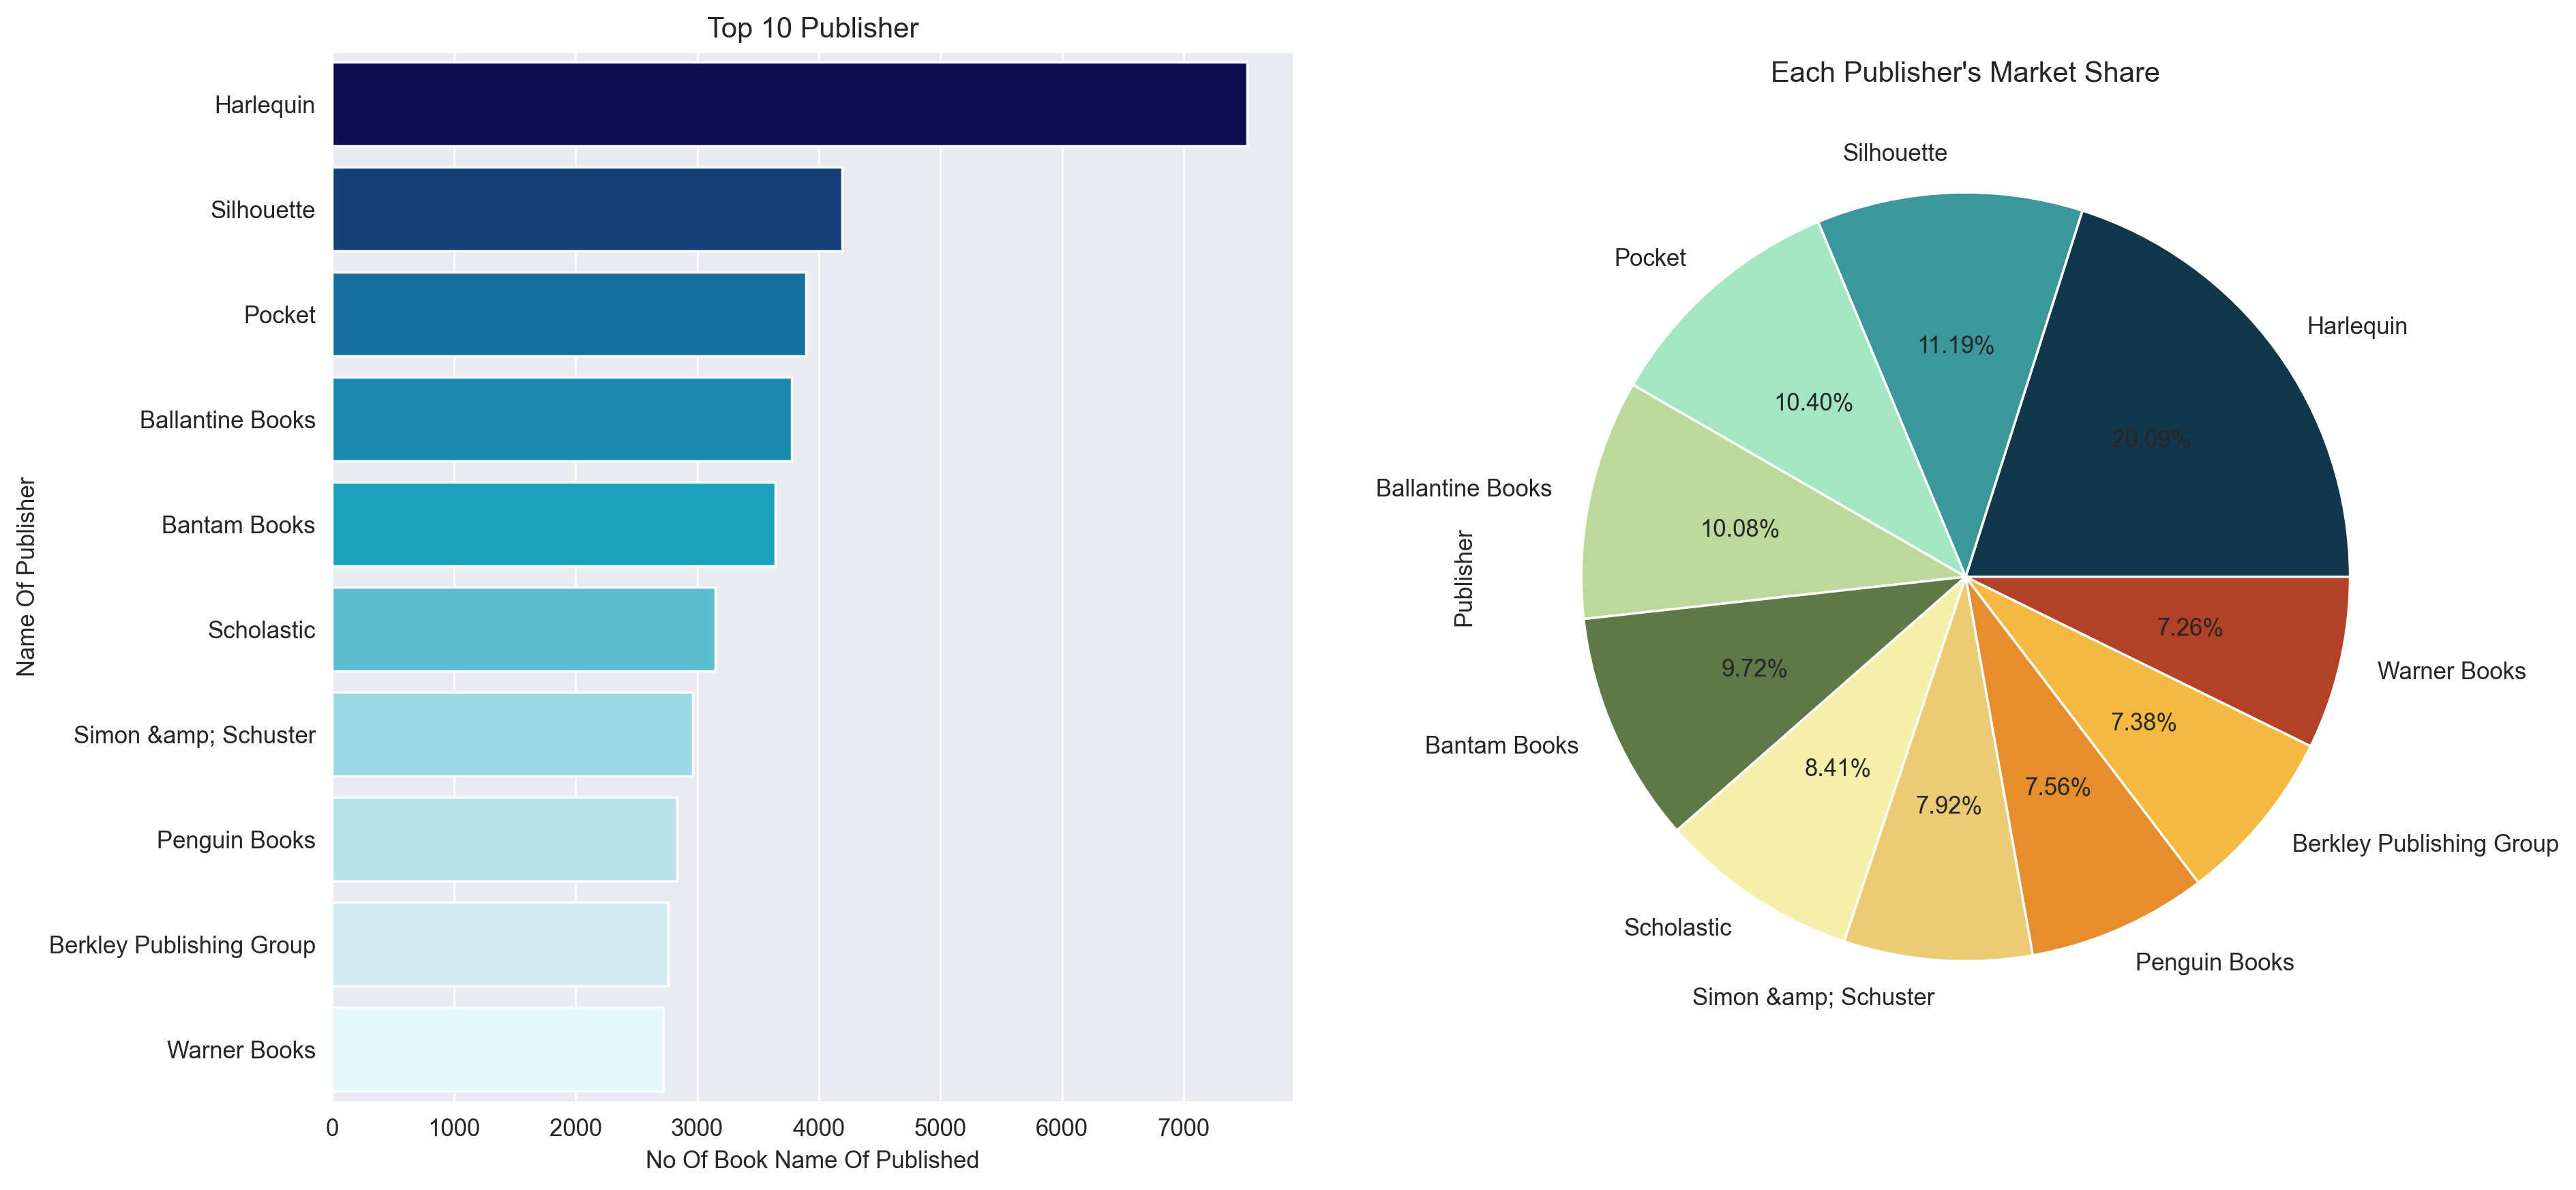 Top 10 Publisher
Name Of Publisher
Harlequin
Silhouette
Pocket
Ballantine Books
Bantam Books
Scholastic
Simon &amp; Schuster
Penguin Books
Berkley Publishing Group
Warner Books
0 1000 2000 3000 4000 5000 6000 7000
No Of Book Name Of Published
Each Publisher's Market Share
Publisher
Harlequin
20.09%
Silhouette
11.19%
Pocket
10.40%
Ballantine Books
10.08%
Bantam Books
9.72%
Scholastic
8.41%
Simon &amp; Schuster
7.92%
Penguin Books
7.56%
Berkley Publishing Group
7.38%
Warner Books
7.26%